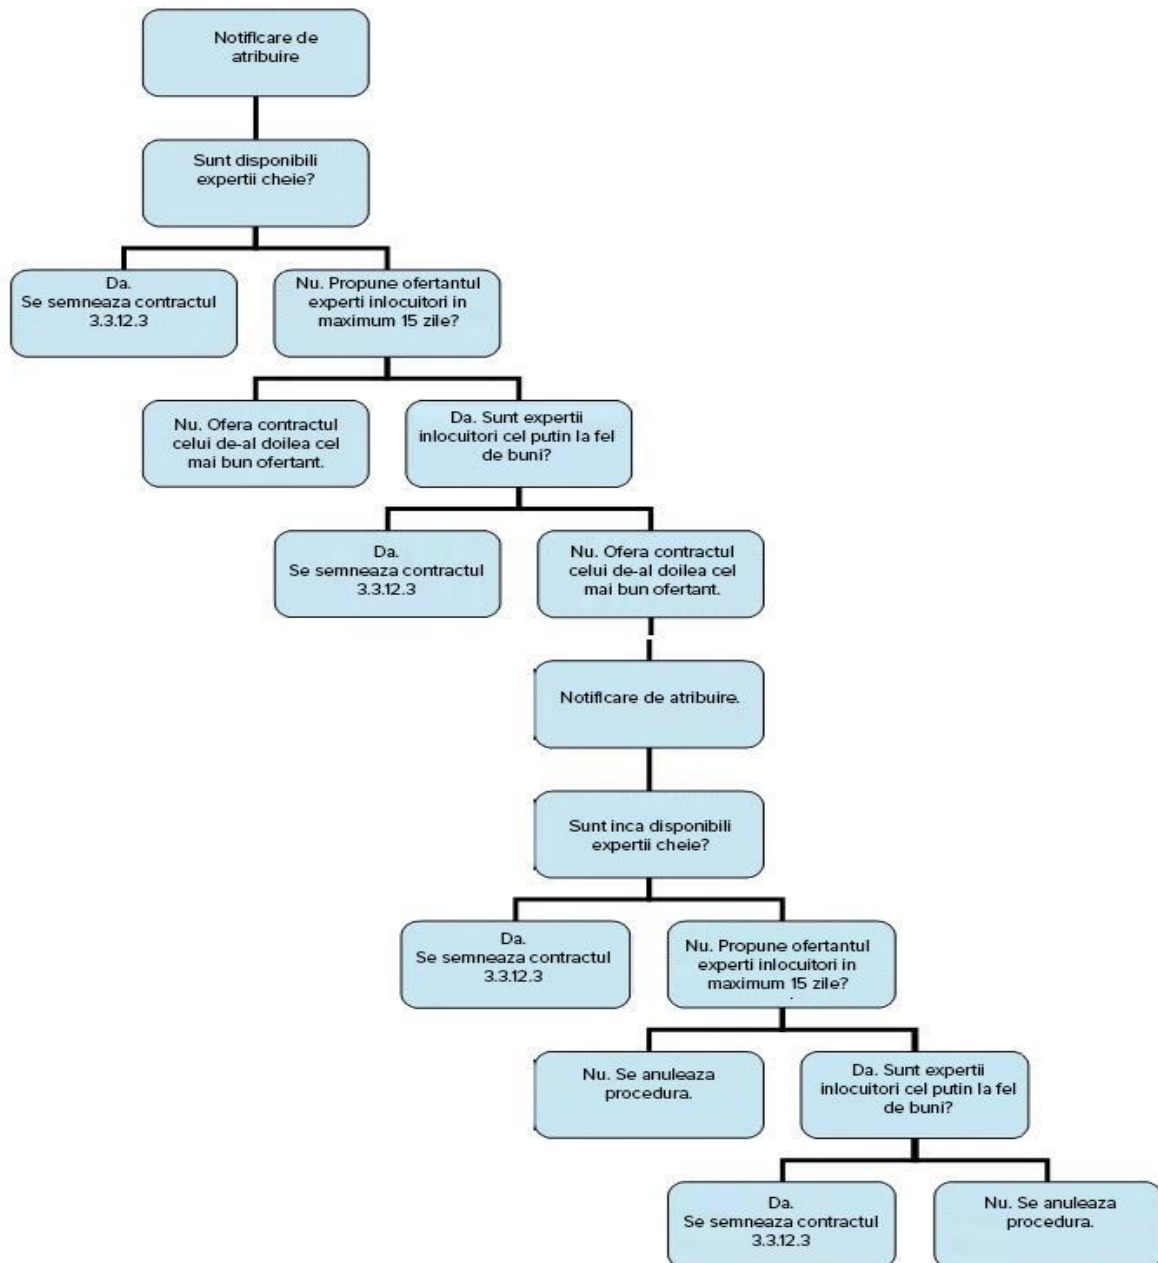 Notificare de
atribuire
Sunt disponibili
expertii cheie?
Da.
Se semneaza contractul
3.3.12.3
Nu. Propune ofertantul
experti inlocuitori in
maximum 15 zile?
Nu. Ofera contractul
celui de-al doilea cel
mai bun ofertant.
Da. Sunt expertii
inlocuitori cel putin la fel
de buni?
Da.
Se semneaza contractul
3.3.12.3
Nu. Ofera contractul
celui de-al doilea cel
mai bun ofertant.
Notificare de atribuire.
Sunt inca disponibili
expertii cheie?
Da.
Se semneaza contractul
3.3.12.3
Nu. Propune ofertantul
experti inlocuitori in
maximum 15 zile?
Nu. Se anuleaza
procedura.
Da. Sunt expertii
inlocuitori cel putin la fel
de buni?
Da.
Se semneaza contractul
3.3.12.3
Nu. Se anuleaza
procedura.